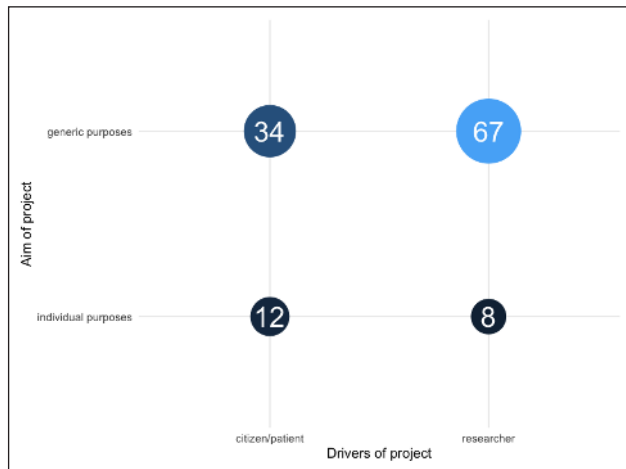 generic purposes
34
67
Aim of project
individual purposes
12
8
citizen/patient
researcher
Drivers of project